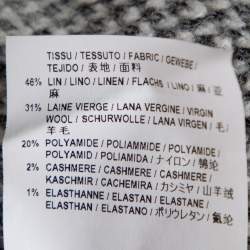 TISSU / TESSUTO / FABRIC / GEWEBE /
TEJIDO / 表地 / 面料
46% LIN / LINO / LINEN / FLACHS / LINO / 麻 / 亚
麻
31% LAINE VIERGE / LANA VERGINE / VIRGIN
WOOL / SCHURWOLLE / LANA VIRGEN / 毛 /
羊毛
20% POLYAMIDE / POLIAMMIDE / POLYAMID /
POLYAMID / POLIAMIDA / ナイロン / 锦纶
2% CASHMERE / CASHMERE / CASHMERE /
KASCHMIR / CACHEMIRA / カシミヤ / 山羊绒
1% ELASTHANNE / ELASTAN / ELASTANE /
ELASTHAN / ELASTANO / ポリウレタン / 氨纶